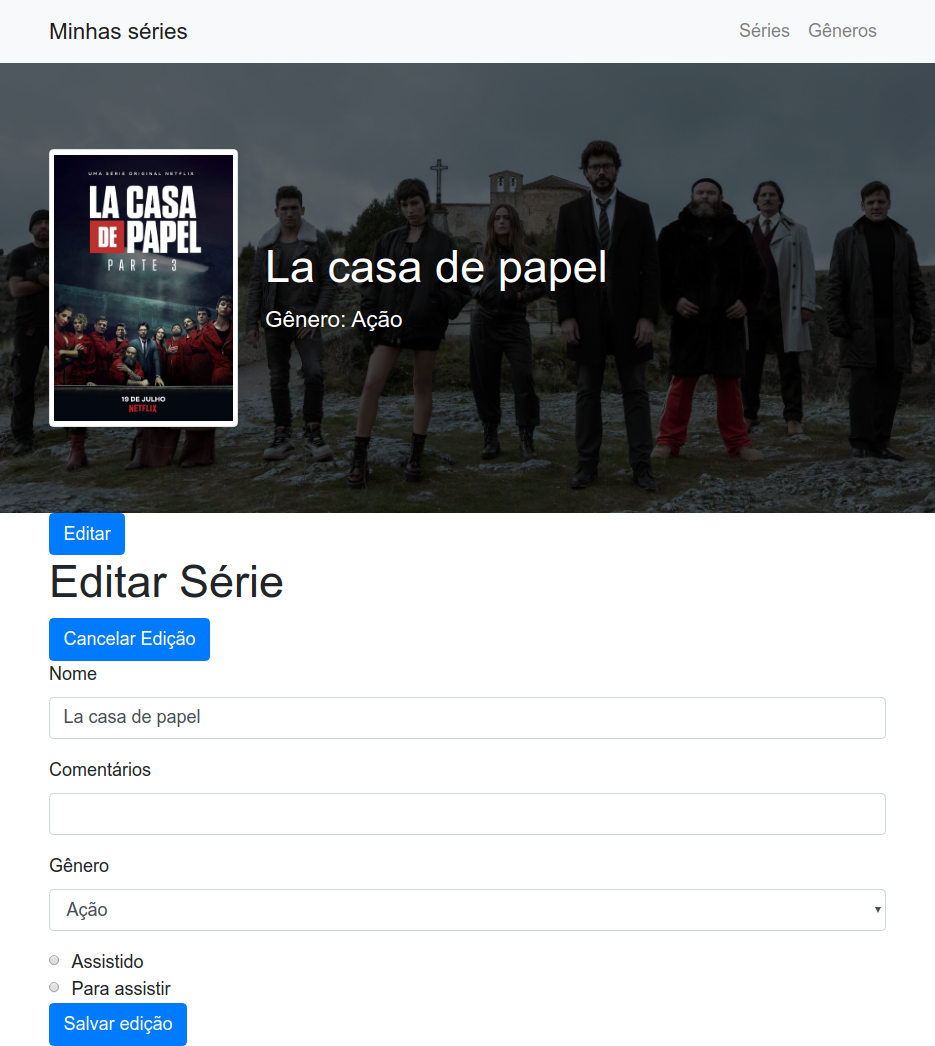 Minhas séries
Séries
Gêneros
UMA SÉRIE ORIGINAL NETFLIX
LA CASA
DE PAPEL
PARTE 3
19 DE JULHO
NETFLIX
La casa de papel
Gênero: Ação
Editar
Editar Série
Cancelar Edição
Nome
La casa de papel
Comentários
Gênero
Ação
Assistido
Para assistir
Salvar edição